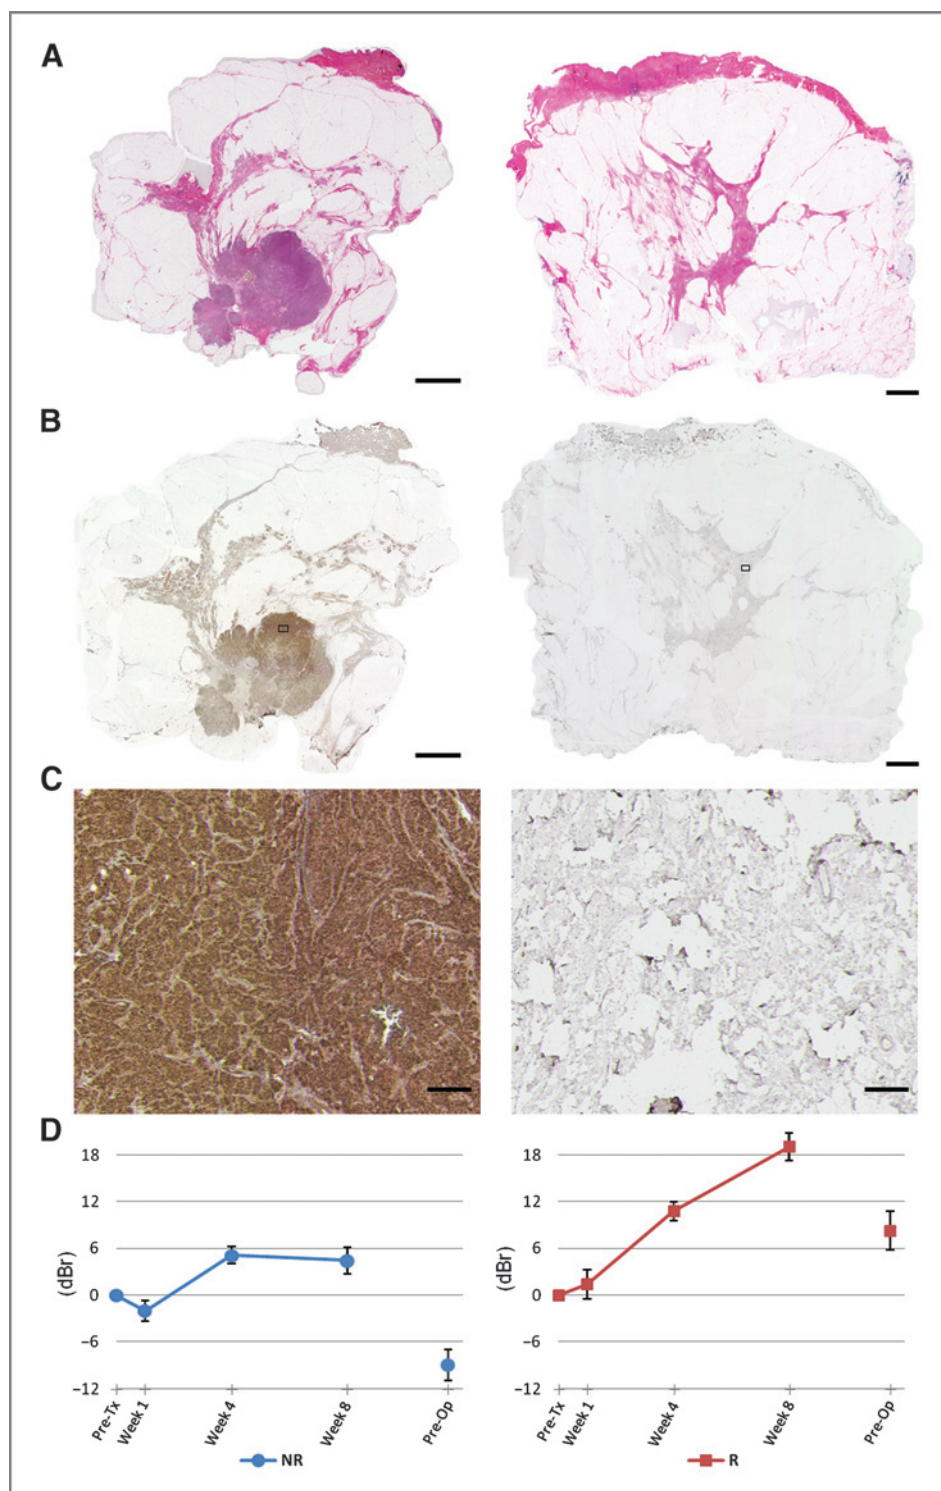 A
B
C
D
18
12
6
0
−6
−12
(dBr)
Pre-Tx
Week 1
Week 4
Week 8
Pre-Op
NR
18
12
6
0
−6
−12
(dBr)
Pre-Tx
Week 1
Week 4
Week 8
Pre-Op
R